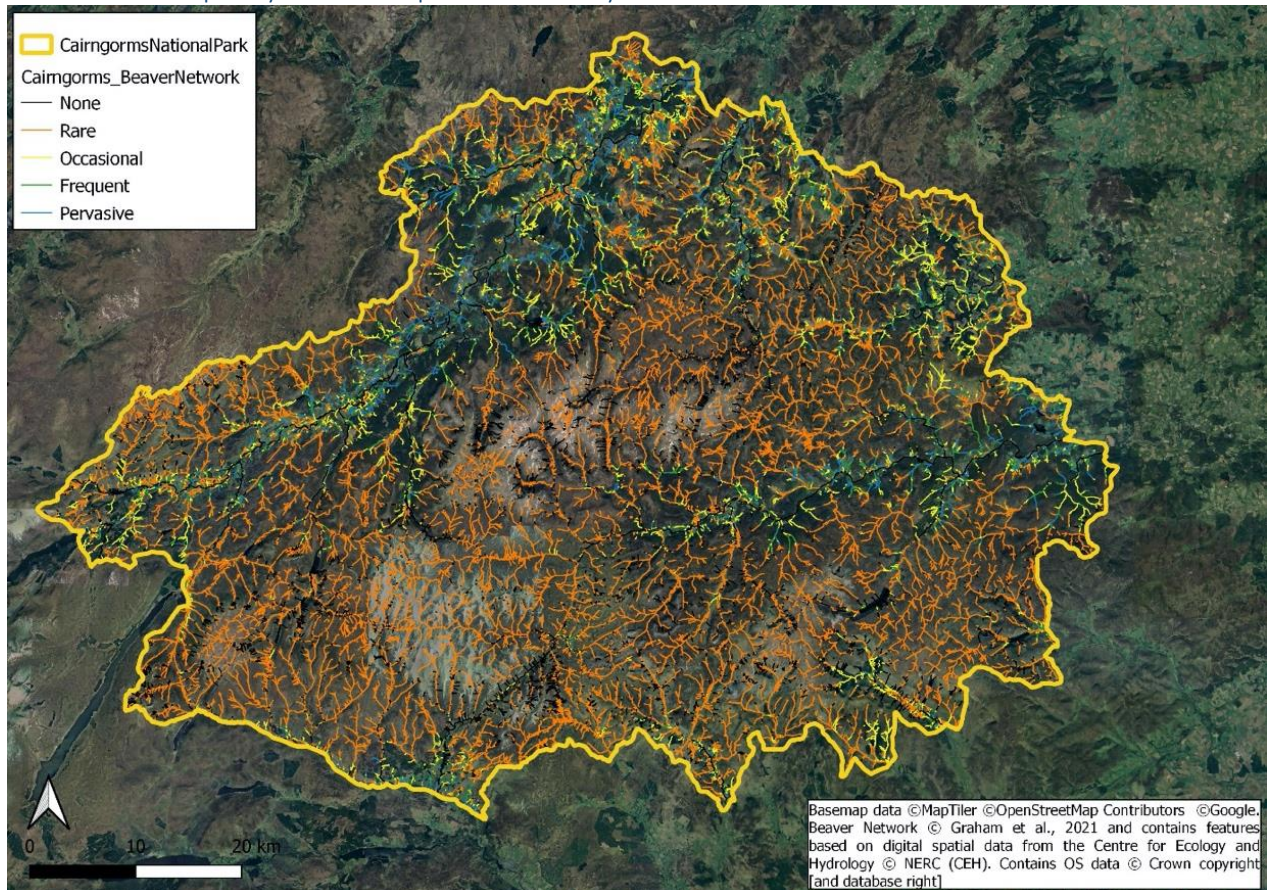 CairngormsNationalPark
Cairngorms_BeaverNetwork
None
Rare
Occasional
Frequent
Pervasive
0 10 20 km
Basemap data ©MapTiler ©OpenStreetMap Contributors ©Google.
Beaver Network © Graham et al., 2021 and contains features
based on digital spatial data from the Centre for Ecology and
Hydrology © NERC (CEH). Contains OS data © Crown copyright
[and database right]